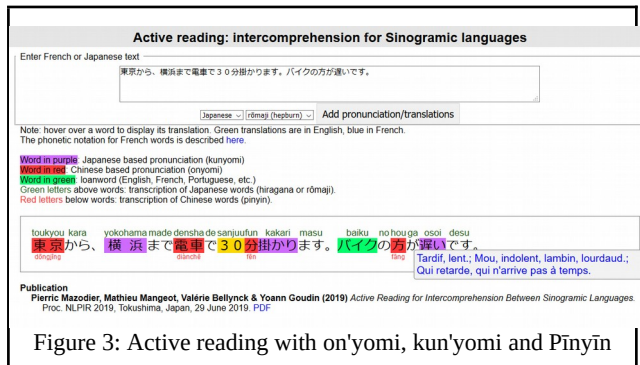 Active reading: intercomprehension for Sinogramic languages
Enter French or Japanese text
東京から、横浜まで電車で３０分掛かります。バイクの方が遅いです。
Japanese rōmaji (hepburn) Add pronunciation/translations
Note: hover over a word to display its translation. Green translations are in English, blue in French.
The phonetic notation for French words is described here.
Word in purple: Japanese based pronunciation (kunyomi)
Word in red: Chinese based pronunciation (onyomi)
Word in green: loanword (English, French, Portuguese, etc.)
Green letters above words: transcription of Japanese words (hiragana or rōmaji).
Red letters below words: transcription of Chinese words (pinyin).
toukyou kara yokohama made densha de sanjuufun kakari masu baiku no hou ga osoi desu
東京から、横浜まで電車で３０分掛かります。バイクの方が遅いです。
dōngjīng diànchē fēn fāng
Tardif, lent.; Mou, indolent, lambin, lourdaud.;
Qui retarde, qui n'arrive pas à temps.
Publication
Pierric Mazodier, Mathieu Mangeot, Valérie Bellynck & Yoann Goudin (2019) Active Reading for Intercomprehension Between Sinogramic Languages.
Proc. NLPIR 2019, Tokushima, Japan, 29 June 2019. PDF
Figure 3: Active reading with on'yomi, kun'yomi and Pīnyīn